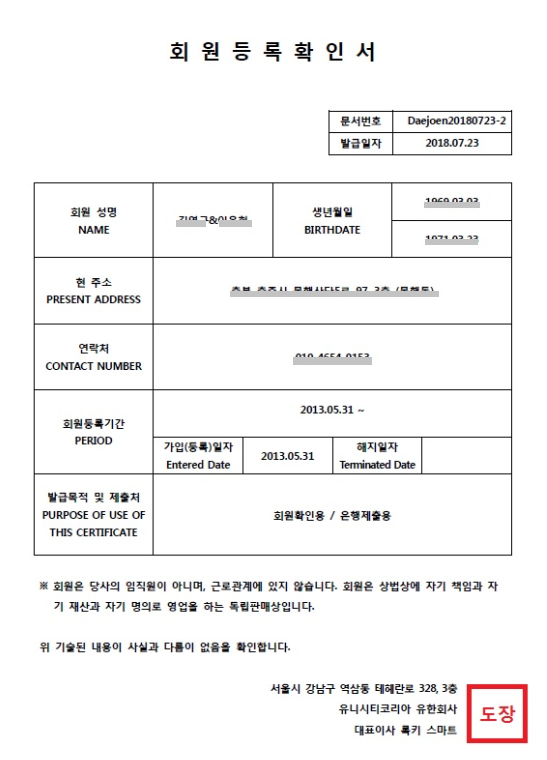 회 원 등 록 확 인 서
문서번호 Daejoen20180723-2
발급일자 2018.07.23
회원 성명
NAME
생년월일
BIRTHDATE
현 주소
PRESENT ADDRESS
연락처
CONTACT NUMBER
회원등록기간
PERIOD
2013.05.31 ~
가입(등록)일자
Entered Date
2013.05.31
해지일자
Terminated Date
발급목적 및 제출처
PURPOSE OF USE OF
THIS CERTIFICATE
회원확인용 / 은행제출용
※ 회원은 당사의 임직원이 아니며, 근로관계에 있지 않습니다. 회원은 상법상에 자기 책임과 자
기 재산과 자기 명의로 영업을 하는 독립판매상입니다.
위 기술된 내용이 사실과 다름이 없음을 확인합니다.
서울시 강남구 역삼동 테헤란로 328, 3층
유니시티코리아 유한회사
대표이사 룩키 스마트
도장